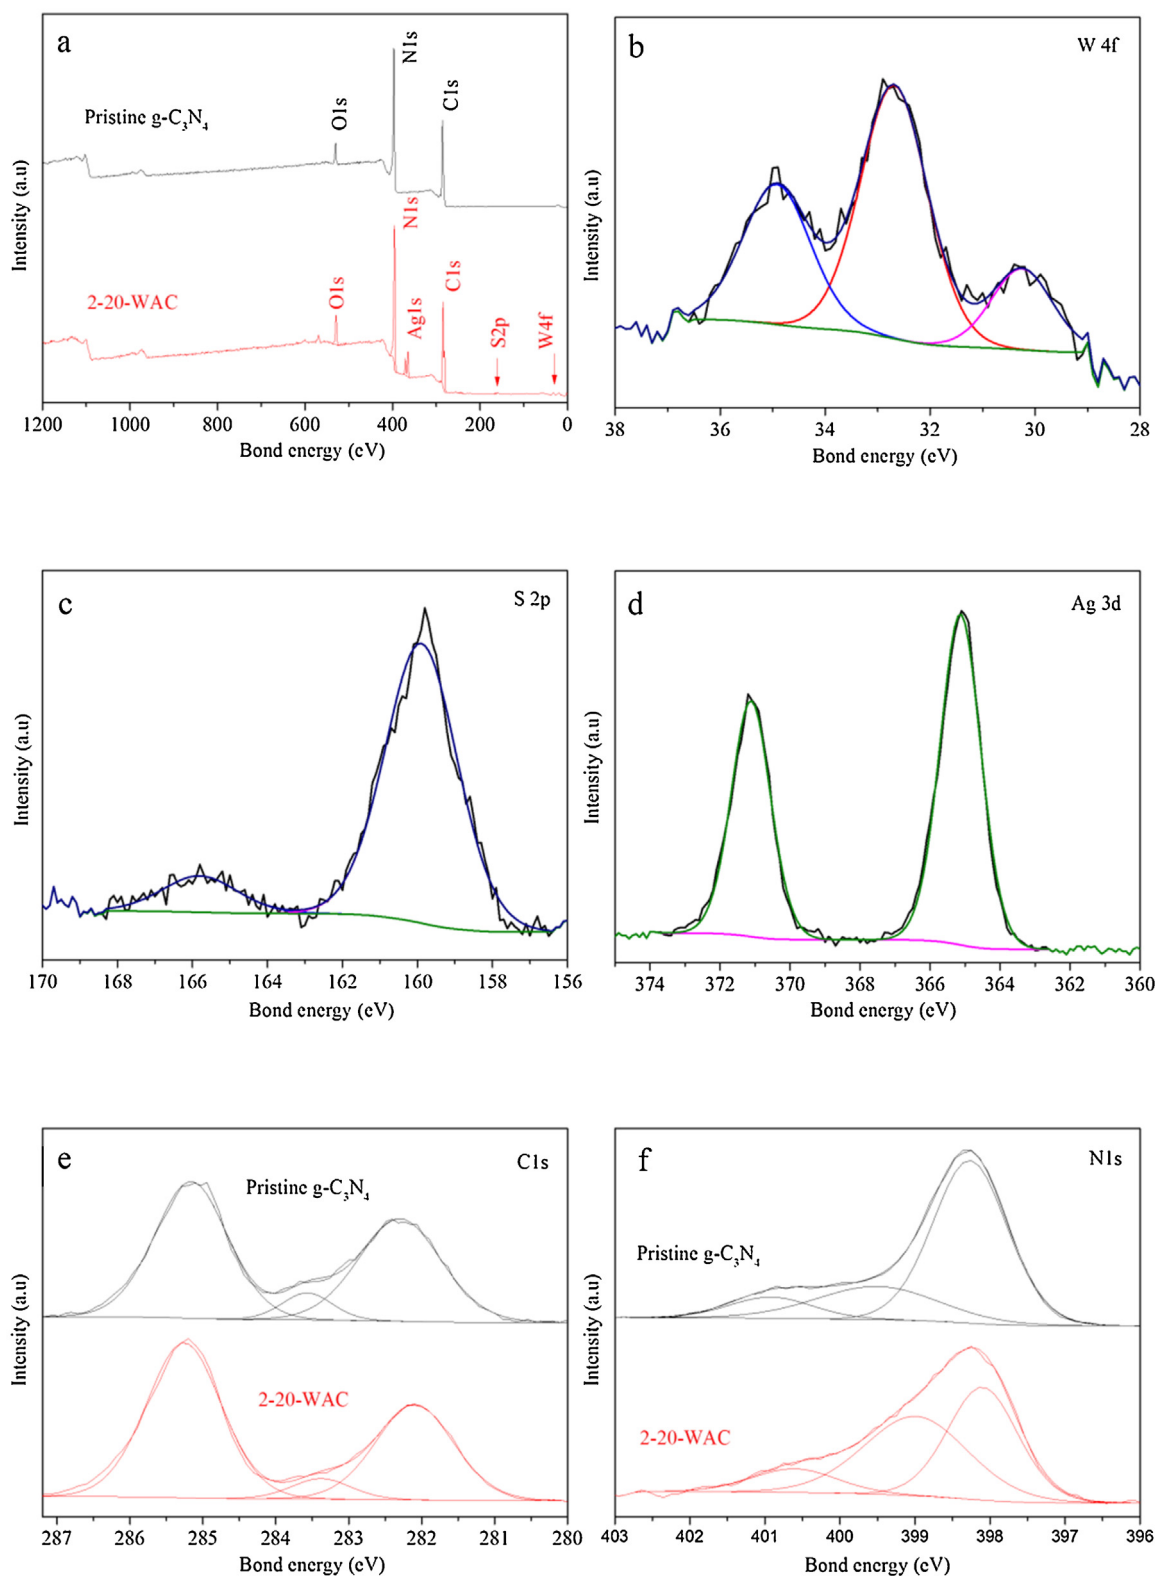 a
Pristine g-C₃N₄
O1s
N1s
C1s
2-20-WAC
O1s
N1s
Ag1s
C1s
S2p
W4f
Intensity (a.u)
1200 1000 800 600 400 200 0
Bond energy (eV)
b
W 4f
Intensity (a.u)
38 36 34 32 30 28
Bond energy (eV)
c
S 2p
Intensity (a.u)
170 168 166 164 162 160 158 156
Bond energy (eV)
d
Ag 3d
Intensity (a.u)
374 372 370 368 366 364 362 360
Bond energy (eV)
e
C1s
Pristine g-C₃N₄
2-20-WAC
Intensity (a.u)
287 286 285 284 283 282 281 280
Bond energy (eV)
f
N1s
Pristine g-C₃N₄
2-20-WAC
Intensity (a.u)
403 402 401 400 399 398 397 396
Bond energy (eV)